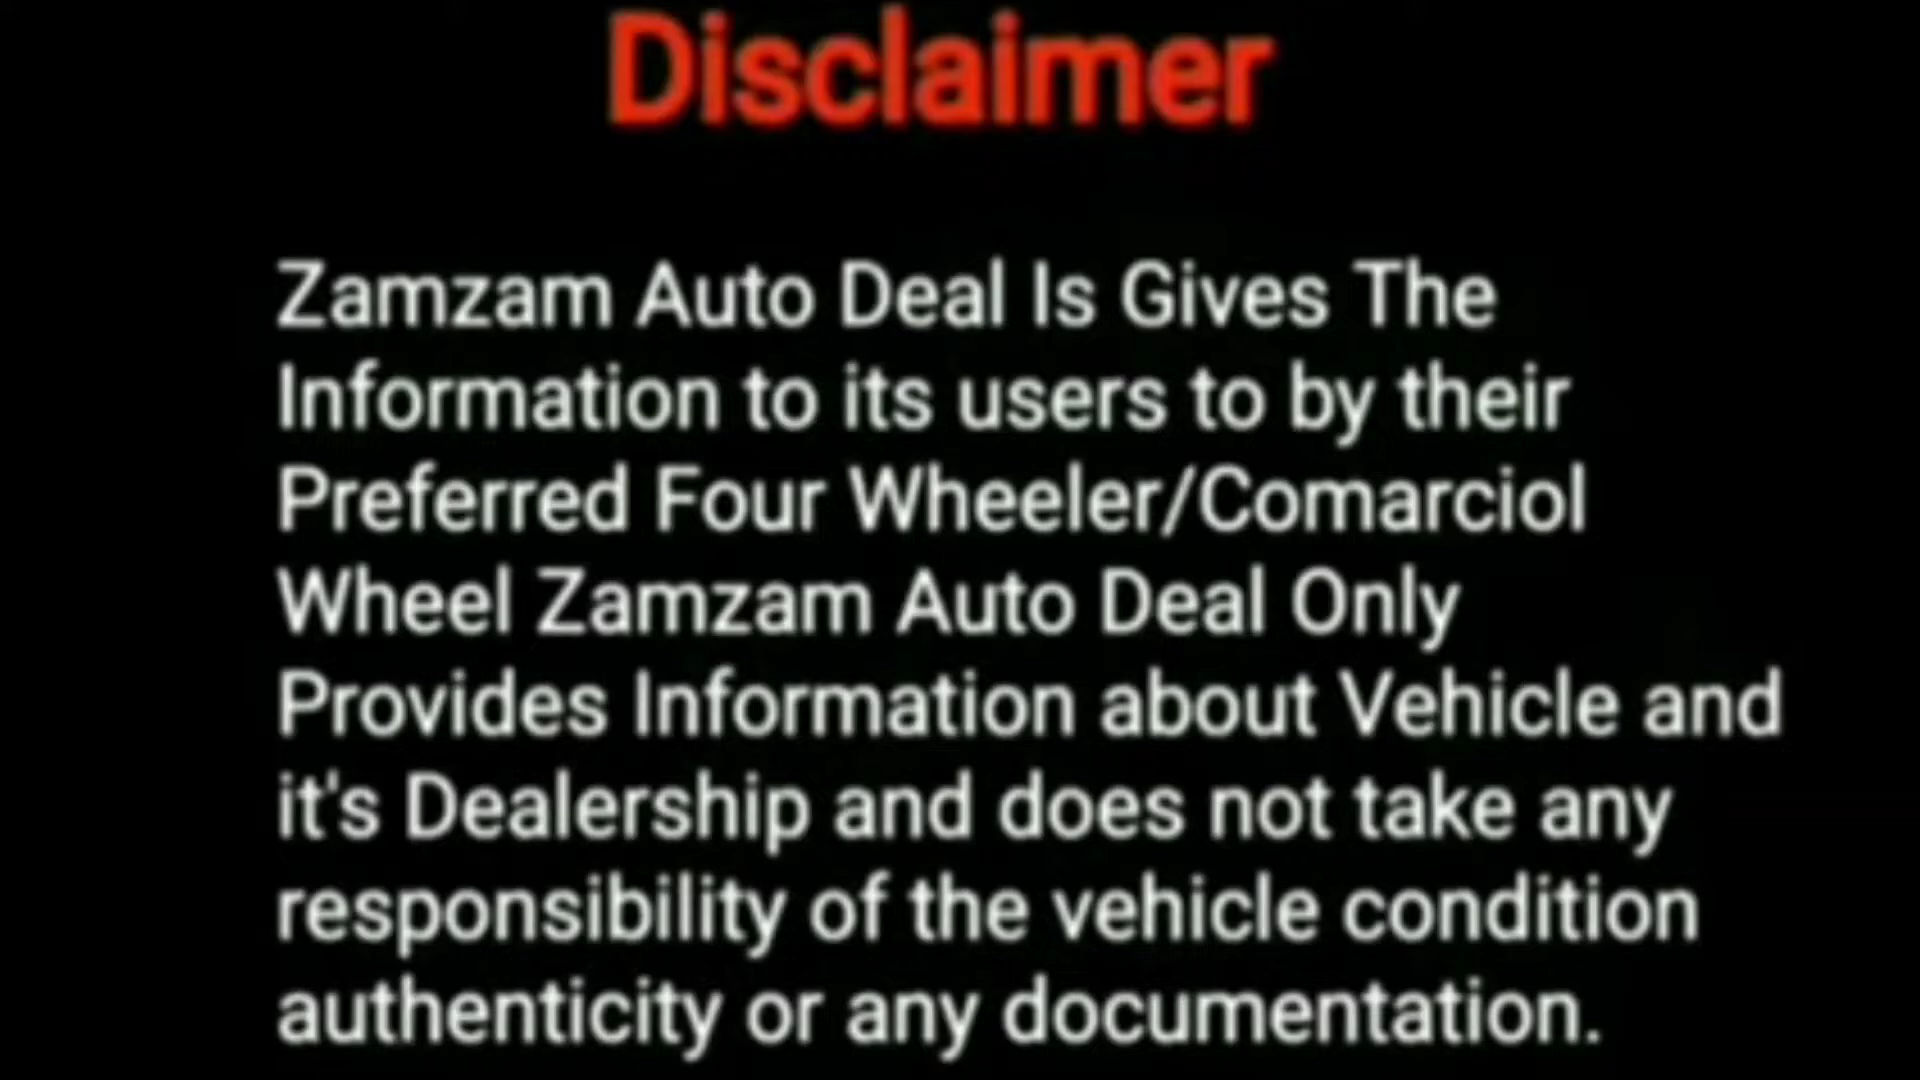 Disclaimer
Zamzam Auto Deal Is Gives The
Information to its users to by their
Preferred Four Wheeler/Comarciol
Wheel Zamzam Auto Deal Only
Provides Information about Vehicle and
it's Dealership and does not take any
responsibility of the vehicle condition
authenticity or any documentation.